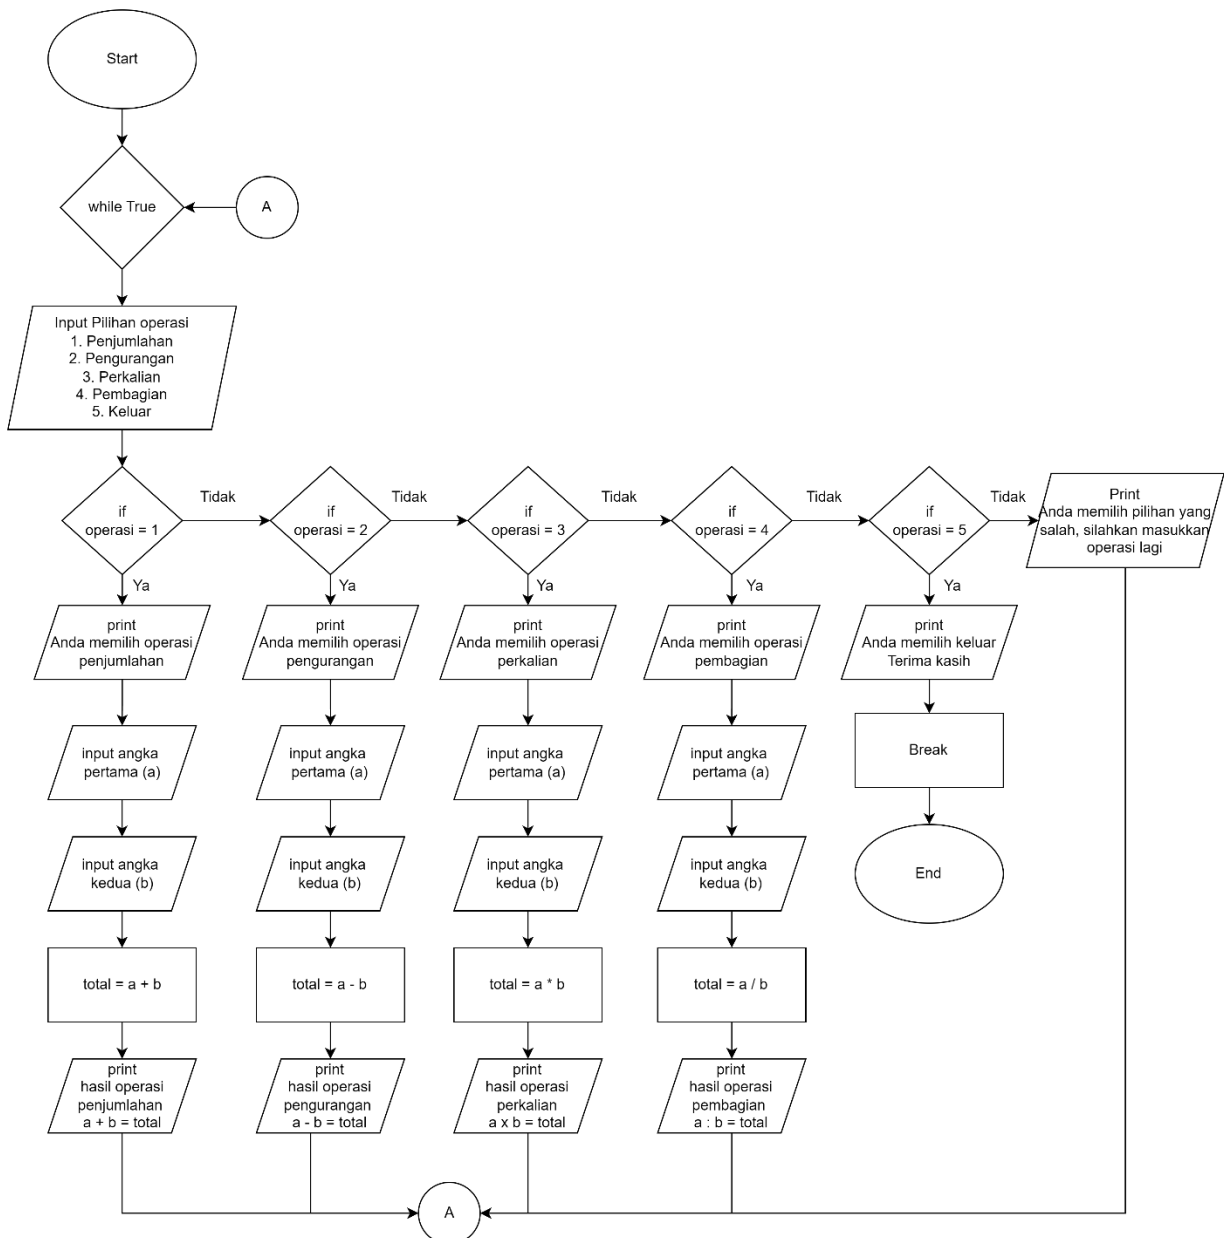 Start
while True
A
Input Pilihan operasi
1. Penjumlahan
2. Pengurangan
3. Perkalian
4. Pembagian
5. Keluar
if
operasi = 1
Tidak
if
operasi = 2
Tidak
if
operasi = 3
Tidak
if
operasi = 4
Tidak
if
operasi = 5
Tidak
Print
Anda memilih pilihan yang
salah, silahkan masukkan
operasi lagi
Ya
print
Anda memilih operasi
penjumlahan
input angka
pertama (a)
input angka
kedua (b)
total = a + b
print
hasil operasi
penjumlahan
a + b = total
Ya
print
Anda memilih operasi
pengurangan
input angka
pertama (a)
input angka
kedua (b)
total = a - b
print
hasil operasi
pengurangan
a - b = total
Ya
print
Anda memilih operasi
perkalian
input angka
pertama (a)
input angka
kedua (b)
total = a * b
print
hasil operasi
perkalian
a x b = total
Ya
print
Anda memilih operasi
pembagian
input angka
pertama (a)
input angka
kedua (b)
total = a / b
print
hasil operasi
pembagian
a : b = total
Ya
print
Anda memilih keluar
Terima kasih
Break
End
A